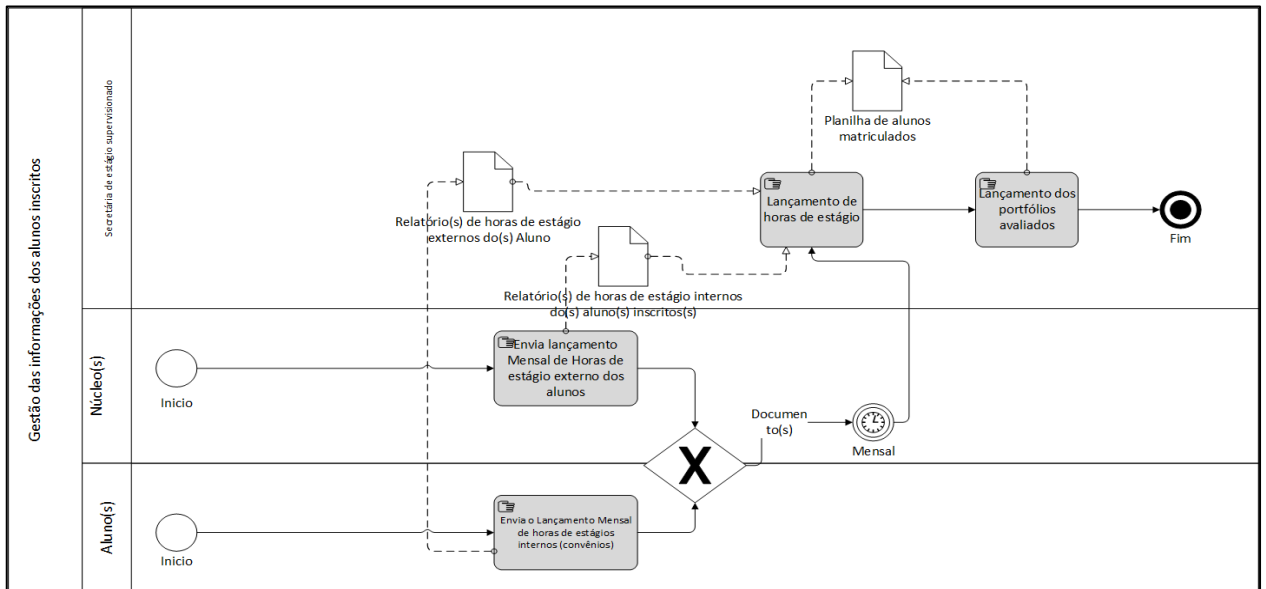 Gestão das informações dos alunos inscritos
Secretária de estágio supervisionado
Planilha de alunos
matriculados
Relatório(s) de horas de estágio
externos do(s) Aluno
Lançamento de
horas de estágio
Lançamento dos
portfólios
avaliados
Fim
Relatório(s) de horas de estágio internos
do(s) aluno(s) inscritos(s)
Núcleo(s)
Inicio
Envia lançamento
Mensal de Horas de
estágio externo dos
alunos
X
Documen
to(s)
Mensal
Aluno(s)
Inicio
Envia o Lançamento Mensal
de horas de estágios
internos (convênios)